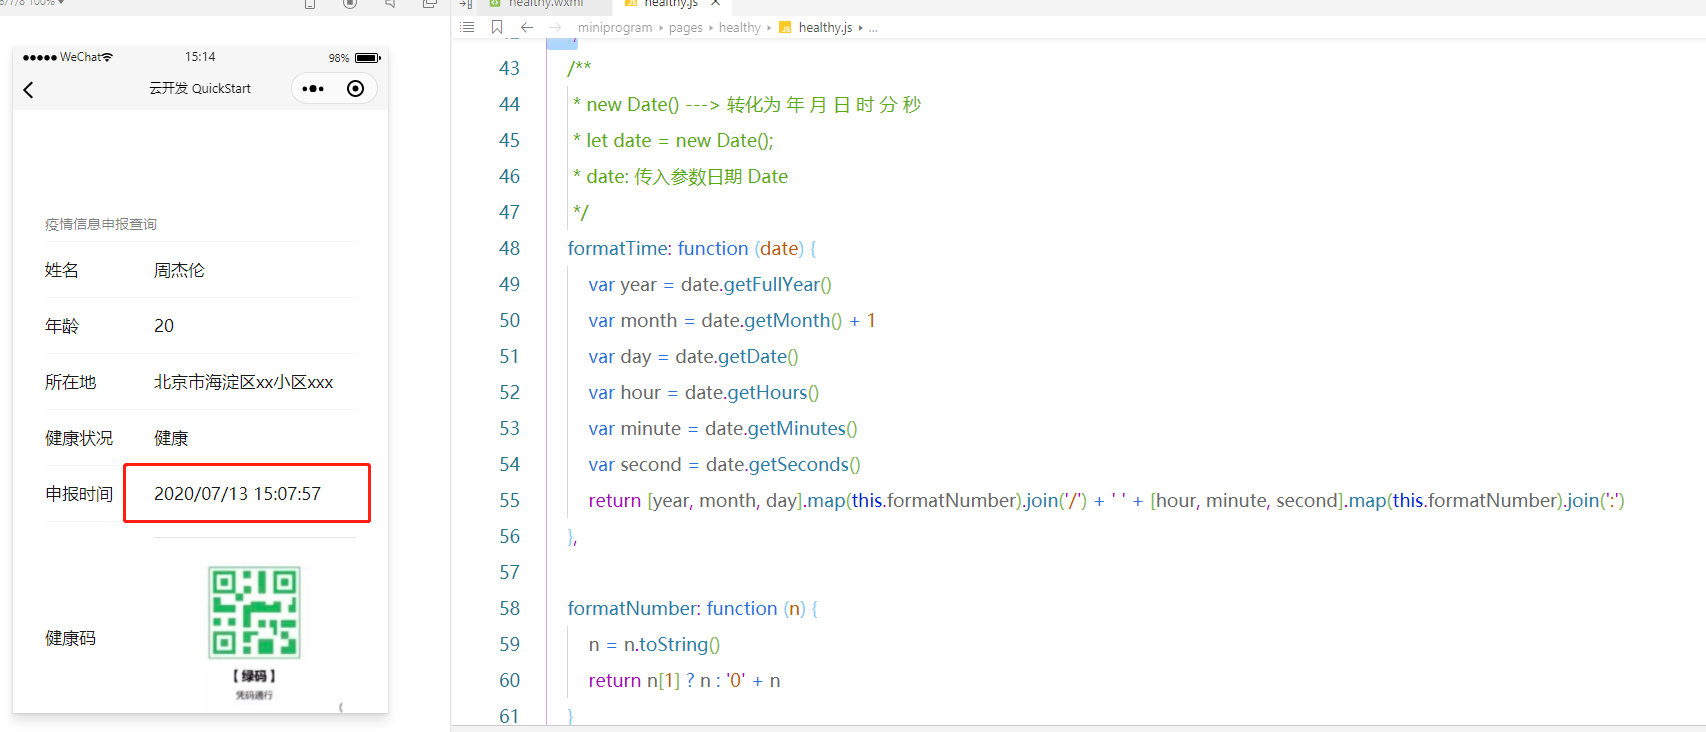 100%
healthy.wxml
healthy.js ×
miniprogram ▸ pages ▸ healthy ▸ JS healthy.js ▸ ...
●●●●● WeChat
15:14
98%
云开发 QuickStart
疫情信息申报查询
姓名 周杰伦
年龄 20
所在地 北京市海淀区xx小区xxx
健康状况 健康
申报时间 2020/07/13 15:07:57
健康码
【 绿码 】
凭码通行
43 /**
44 * new Date() ---> 转化为 年 月 日 时 分 秒
45 * let date = new Date();
46 * date: 传入参数日期 Date
47 */
48 formatTime: function (date) {
49 var year = date.getFullYear()
50 var month = date.getMonth() + 1
51 var day = date.getDate()
52 var hour = date.getHours()
53 var minute = date.getMinutes()
54 var second = date.getSeconds()
55 return [year, month, day].map(this.formatNumber).join('/') + ' ' + [hour, minute, second].map(this.formatNumber).join(':')
56 },
57
58 formatNumber: function (n) {
59 n = n.toString()
60 return n[1] ? n : '0' + n
61 }